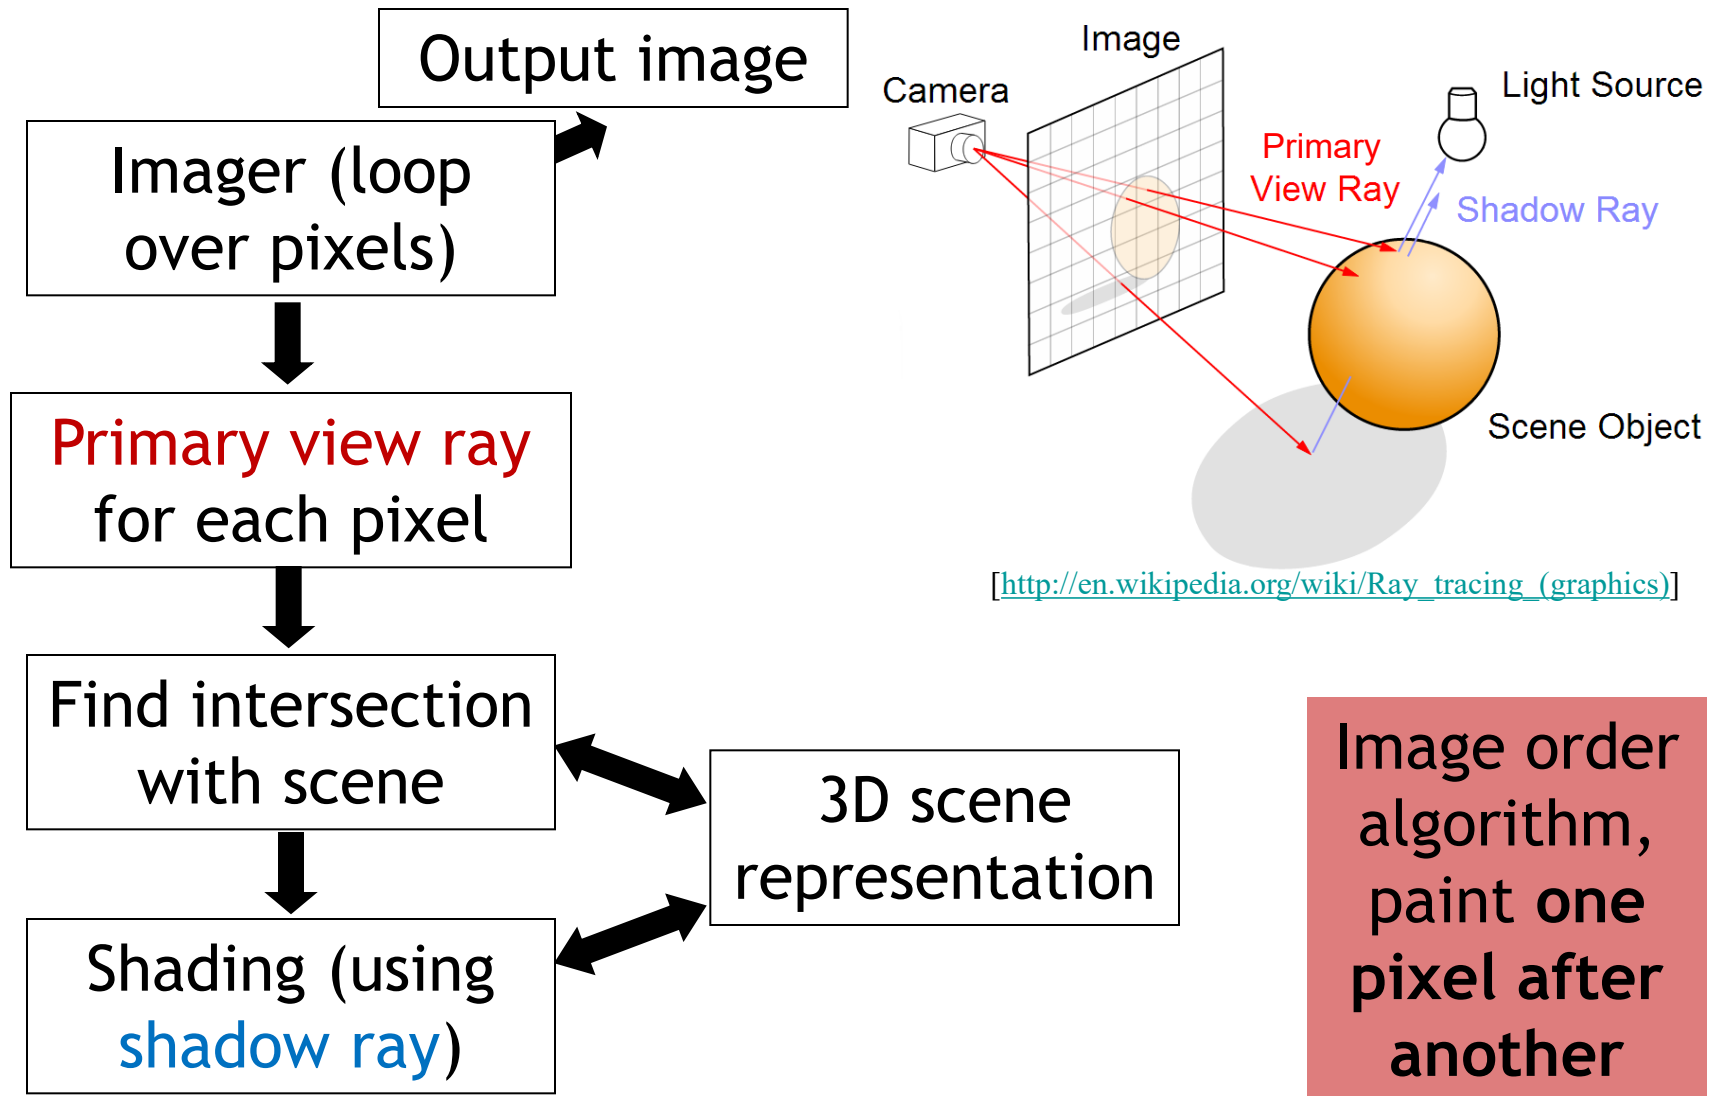 Output image
Imager (loop
over pixels)
Primary view ray
for each pixel
Find intersection
with scene
Shading (using
shadow ray)
3D scene
representation
Image
Camera
Light Source
Primary
View Ray
Shadow Ray
Scene Object
[http://en.wikipedia.org/wiki/Ray_tracing_(graphics)]
Image order
algorithm,
paint one
pixel after
another